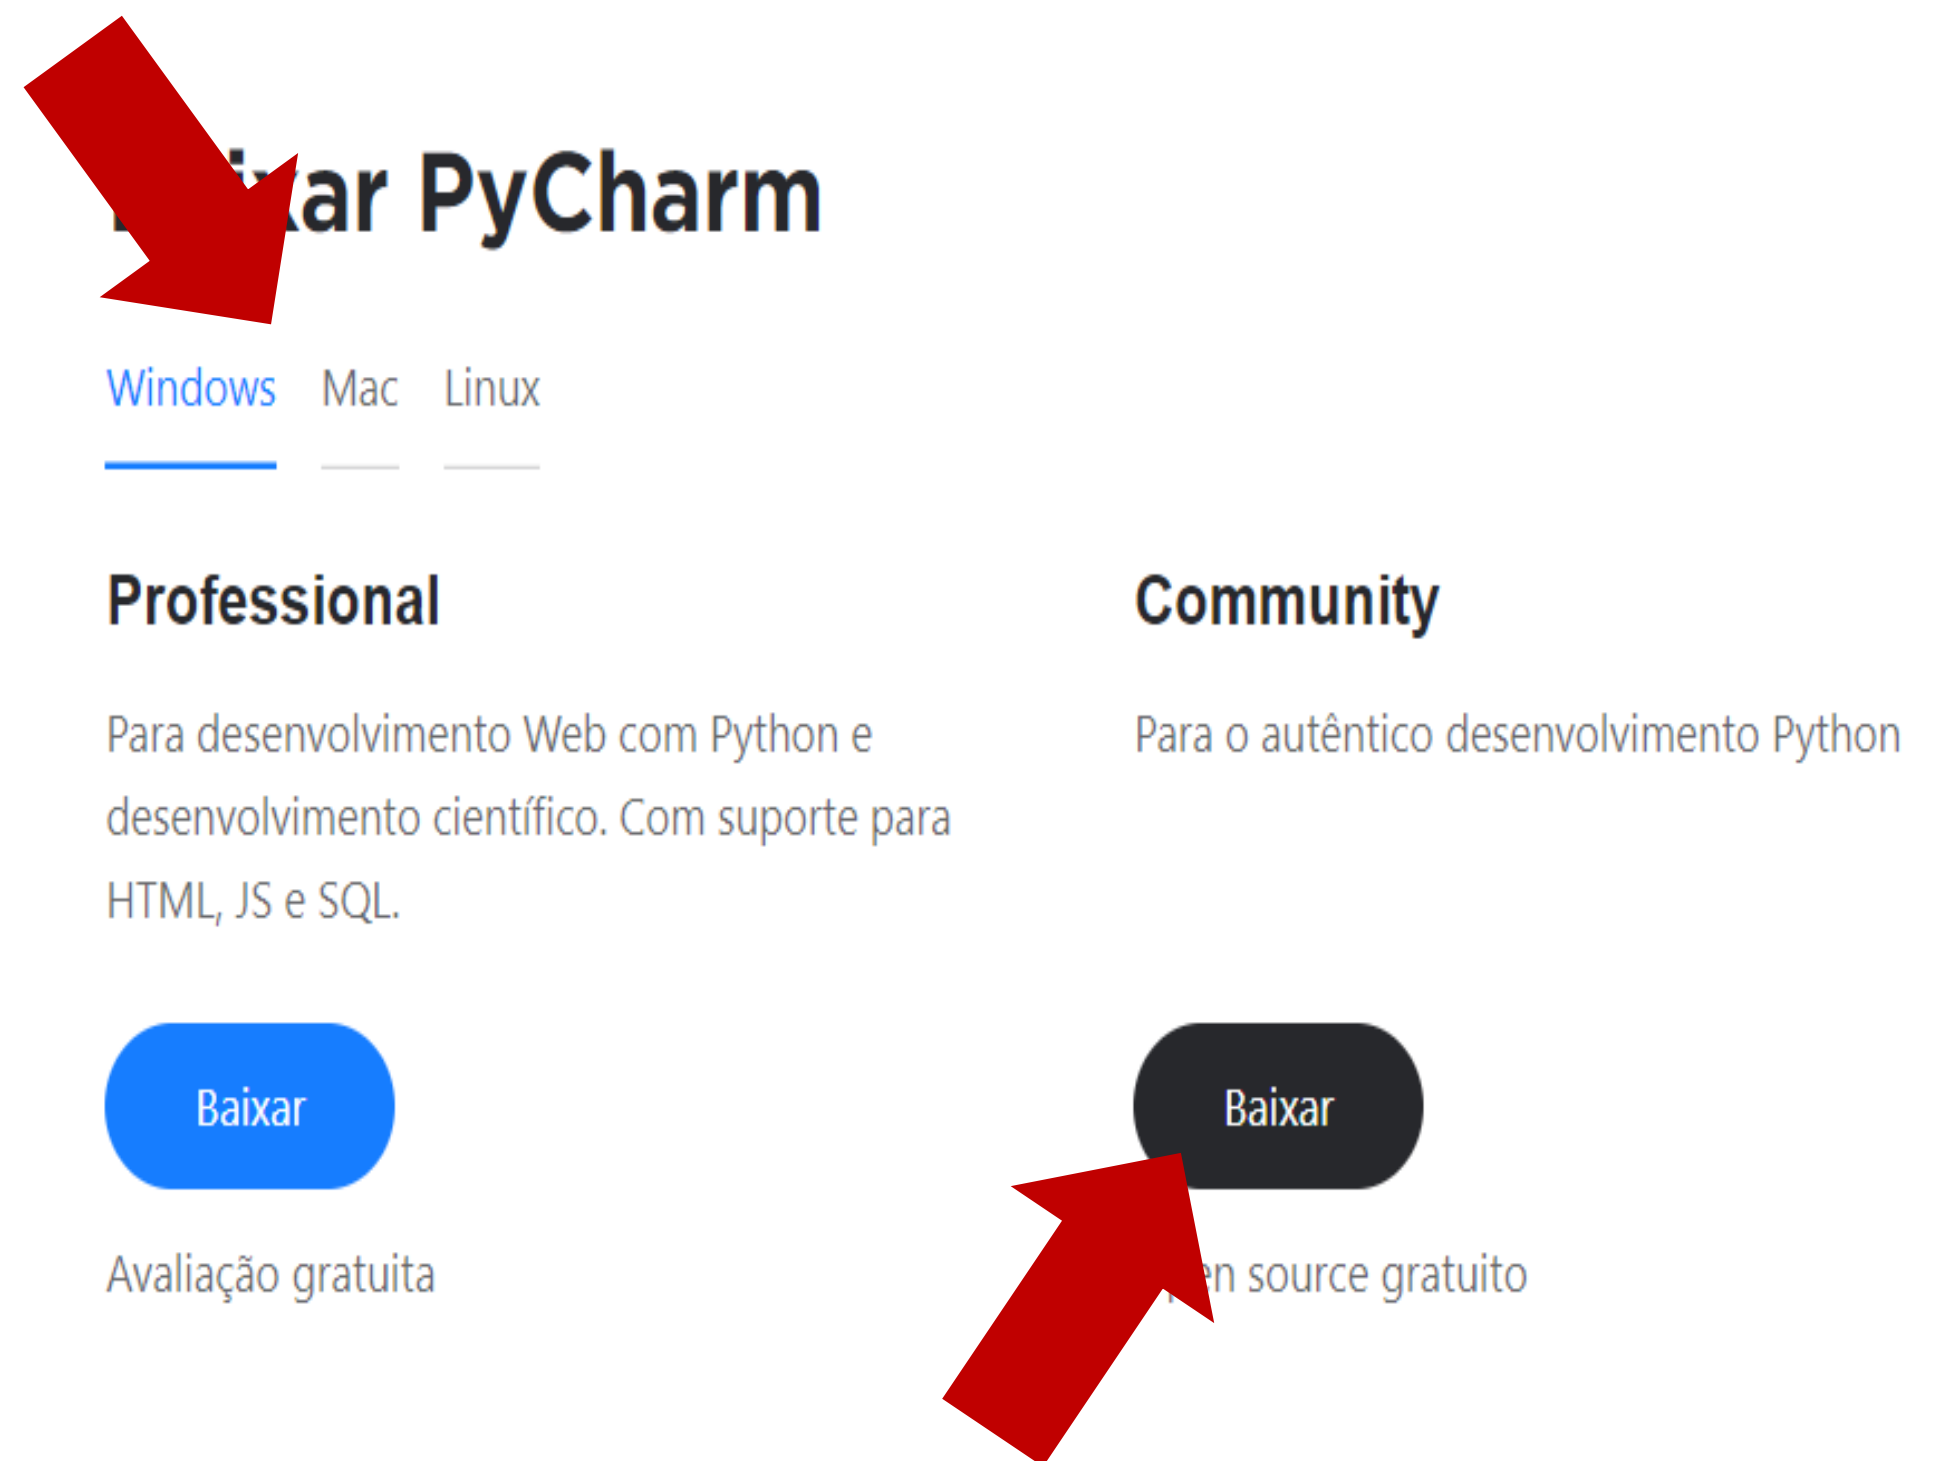 PyCharm
Windows Mac Linux
Professional
Para desenvolvimento Web com Python e
desenvolvimento científico. Com suporte para
HTML, JS e SQL.
Baixar
Avaliação gratuita
Community
Para o autêntico desenvolvimento Python
Baixar
source gratuito